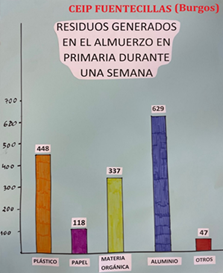 CEIP FUENTECILLAS (Burgos)
RESIDUOS GENERADOS
EN EL ALMUERZO EN
PRIMARIA DURANTE
UNA SEMANA
700
620
500
400
300
200
100
448
118
337
629
47
PLÁSTICO
PAPEL
MATERIA
ORGÁNICA
ALUMINIO
OTROS